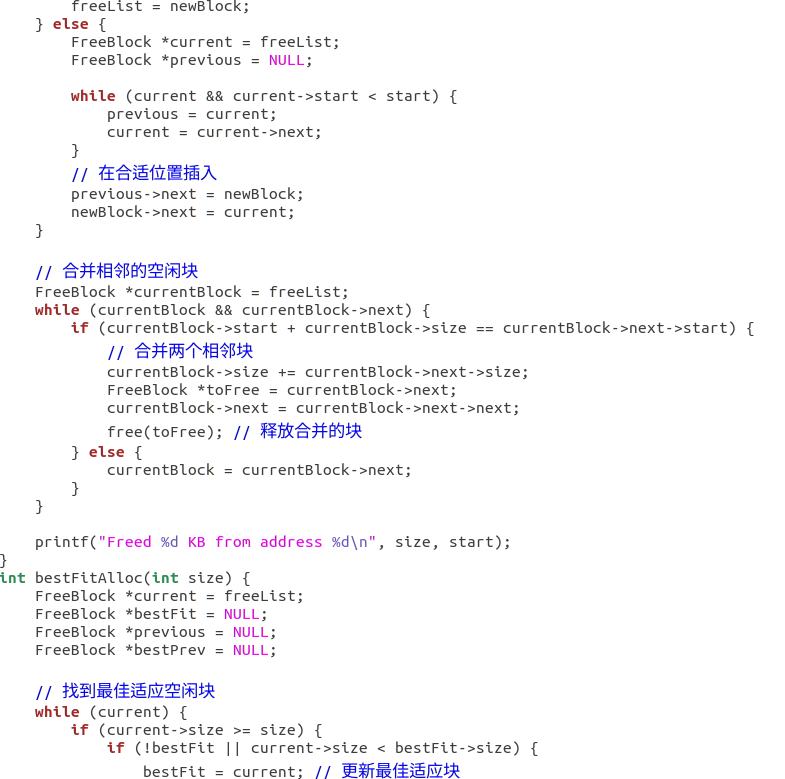 freeList = newBlock;
    } else {
        FreeBlock *current = freeList;
        FreeBlock *previous = NULL;

        while (current && current->start < start) {
            previous = current;
            current = current->next;
        }
        // 在合适位置插入
        previous->next = newBlock;
        newBlock->next = current;
    }

    // 合并相邻的空闲块
    FreeBlock *currentBlock = freeList;
    while (currentBlock && currentBlock->next) {
        if (currentBlock->start + currentBlock->size == currentBlock->next->start) {
            // 合并两个相邻块
            currentBlock->size += currentBlock->next->size;
            FreeBlock *toFree = currentBlock->next;
            currentBlock->next = currentBlock->next->next;
            free(toFree); // 释放合并的块
        } else {
            currentBlock = currentBlock->next;
        }
    }

    printf("Freed %d KB from address %d\n", size, start);
}
int bestFitAlloc(int size) {
    FreeBlock *current = freeList;
    FreeBlock *bestFit = NULL;
    FreeBlock *previous = NULL;
    FreeBlock *bestPrev = NULL;

    // 找到最佳适应空闲块
    while (current) {
        if (current->size >= size) {
            if (!bestFit || current->size < bestFit->size) {
                bestFit = current; // 更新最佳适应块